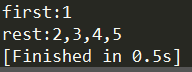 first:1
rest:2,3,4,5
[Finished in 0.5s]